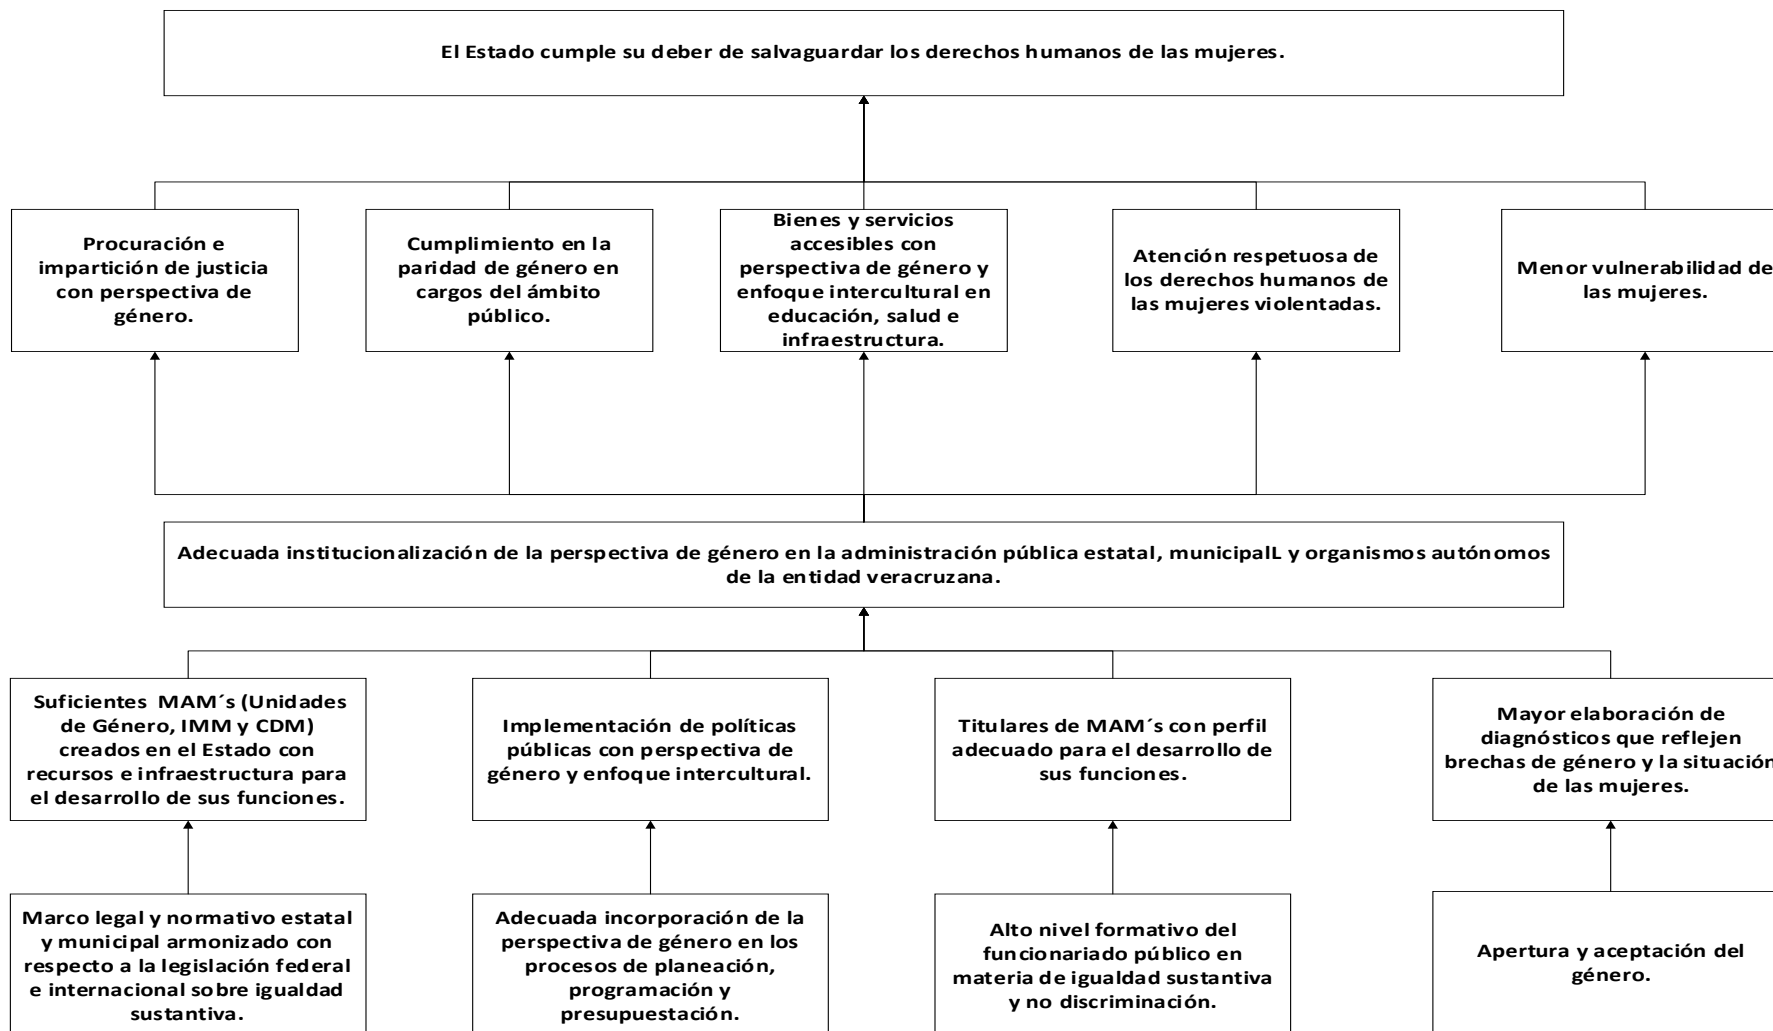 El Estado cumple su deber de salvaguardar los derechos humanos de las mujeres.
Procuración e
impartición de justicia
con perspectiva de
género.
Cumplimiento en la
paridad de género en
cargos del ámbito
público.
Bienes y servicios
accesibles con
perspectiva de género y
enfoque intercultural en
educación, salud e
infraestructura.
Atención respetuosa de
los derechos humanos de
las mujeres violentadas.
Menor vulnerabilidad de
las mujeres.
Adecuada institucionalización de la perspectiva de género en la administración pública estatal, municipalL y organismos autónomos
de la entidad veracruzana.
Suficientes MAM´s (Unidades
de Género, IMM y CDM)
creados en el Estado con
recursos e infraestructura para
el desarrollo de sus funciones.
Implementación de políticas
públicas con perspectiva de
género y enfoque intercultural.
Titulares de MAM´s con perfil
adecuado para el desarrollo de
sus funciones.
Mayor elaboración de
diagnósticos que reflejen
brechas de género y la situación
de las mujeres.
Marco legal y normativo estatal
y municipal armonizado con
respecto a la legislación federal
e internacional sobre igualdad
sustantiva.
Adecuada incorporación de la
perspectiva de género en los
procesos de planeación,
programación y
presupuestación.
Alto nivel formativo del
funcionariado público en
materia de igualdad sustantiva
y no discriminación.
Apertura y aceptación del
género.